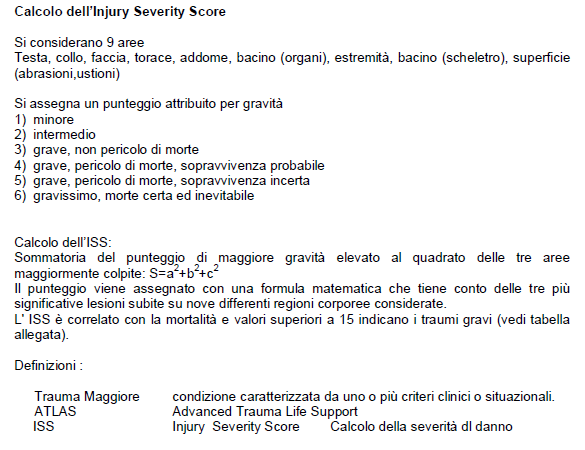 Calcolo dell'Injury Severity Score
Si considerano 9 aree
Testa, collo, faccia, torace, addome, bacino (organi), estremità, bacino (scheletro), superficie
(abrasioni,ustioni)
Si assegna un punteggio attribuito per gravità
1) minore
2) intermedio
3) grave, non pericolo di morte
4) grave, pericolo di morte, sopravvivenza probabile
5) grave, pericolo di morte, sopravvivenza incerta
6) gravissimo, morte certa ed inevitabile
Calcolo dell'ISS:
Sommatoria del punteggio di maggiore gravità elevato al quadrato delle tre aree
maggiormente colpite: S=a²+b²+c²
Il punteggio viene assegnato con una formula matematica che tiene conto delle tre più
significative lesioni subite su nove differenti regioni corporee considerate.
L' ISS è correlato con la mortalità e valori superiori a 15 indicano i traumi gravi (vedi tabella
allegata).
Definizioni :
Trauma Maggiore condizione caratterizzata da uno o più criteri clinici o situazionali.
ATLAS Advanced Trauma Life Support
ISS Injury Severity Score Calcolo della severità dl danno